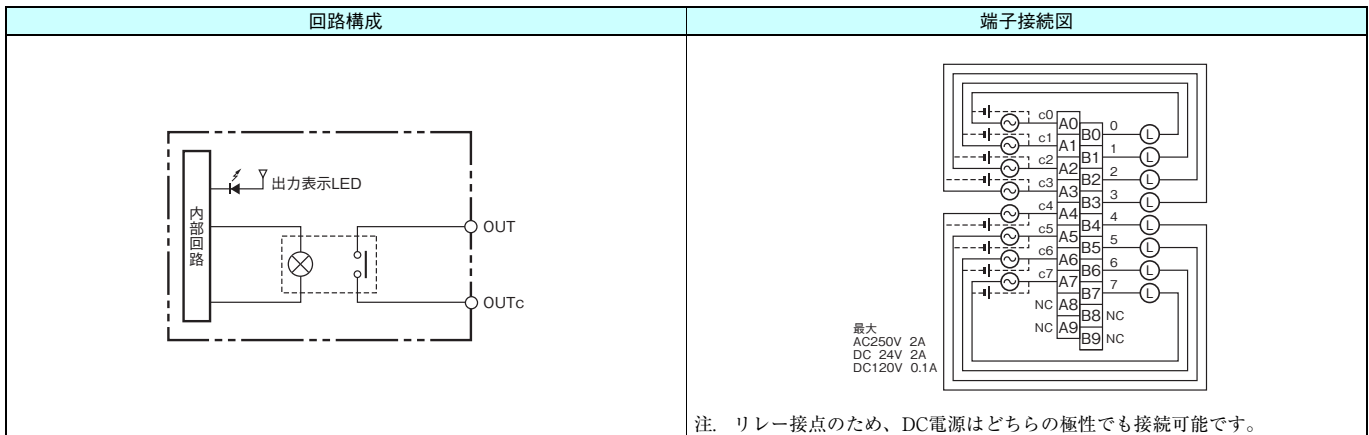 回路構成
端子接続図
出力表示LED
内部回路
OUT
OUTc
c0 A0 B0 0 L
c1 A1 B1 1 L
c2 A2 B2 2 L
c3 A3 B3 3 L
c4 A4 B4 4 L
c5 A5 B5 5 L
c6 A6 B6 6 L
c7 A7 B7 7 L
NC A8 B8 NC
NC A9 B9 NC
最大
AC250V 2A
DC 24V 2A
DC120V 0.1A
注. リレー接点のため、DC電源はどちらの極性でも接続可能です。